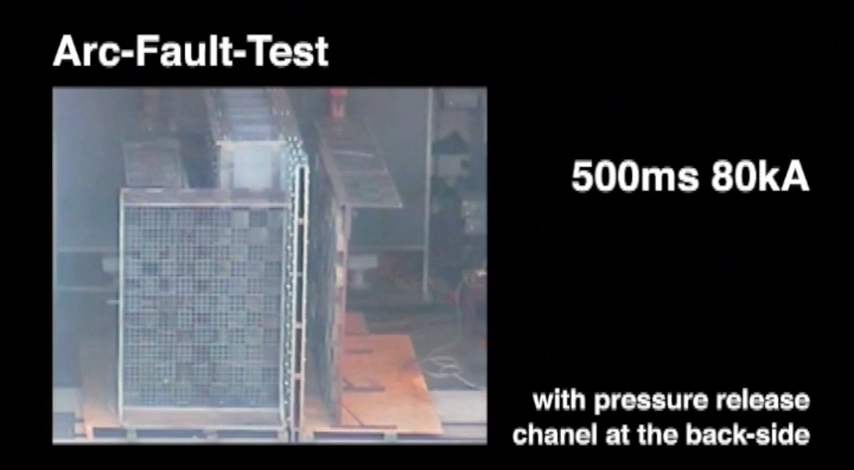 Arc-Fault-Test
500ms 80kA
with pressure release
chanel at the back-side